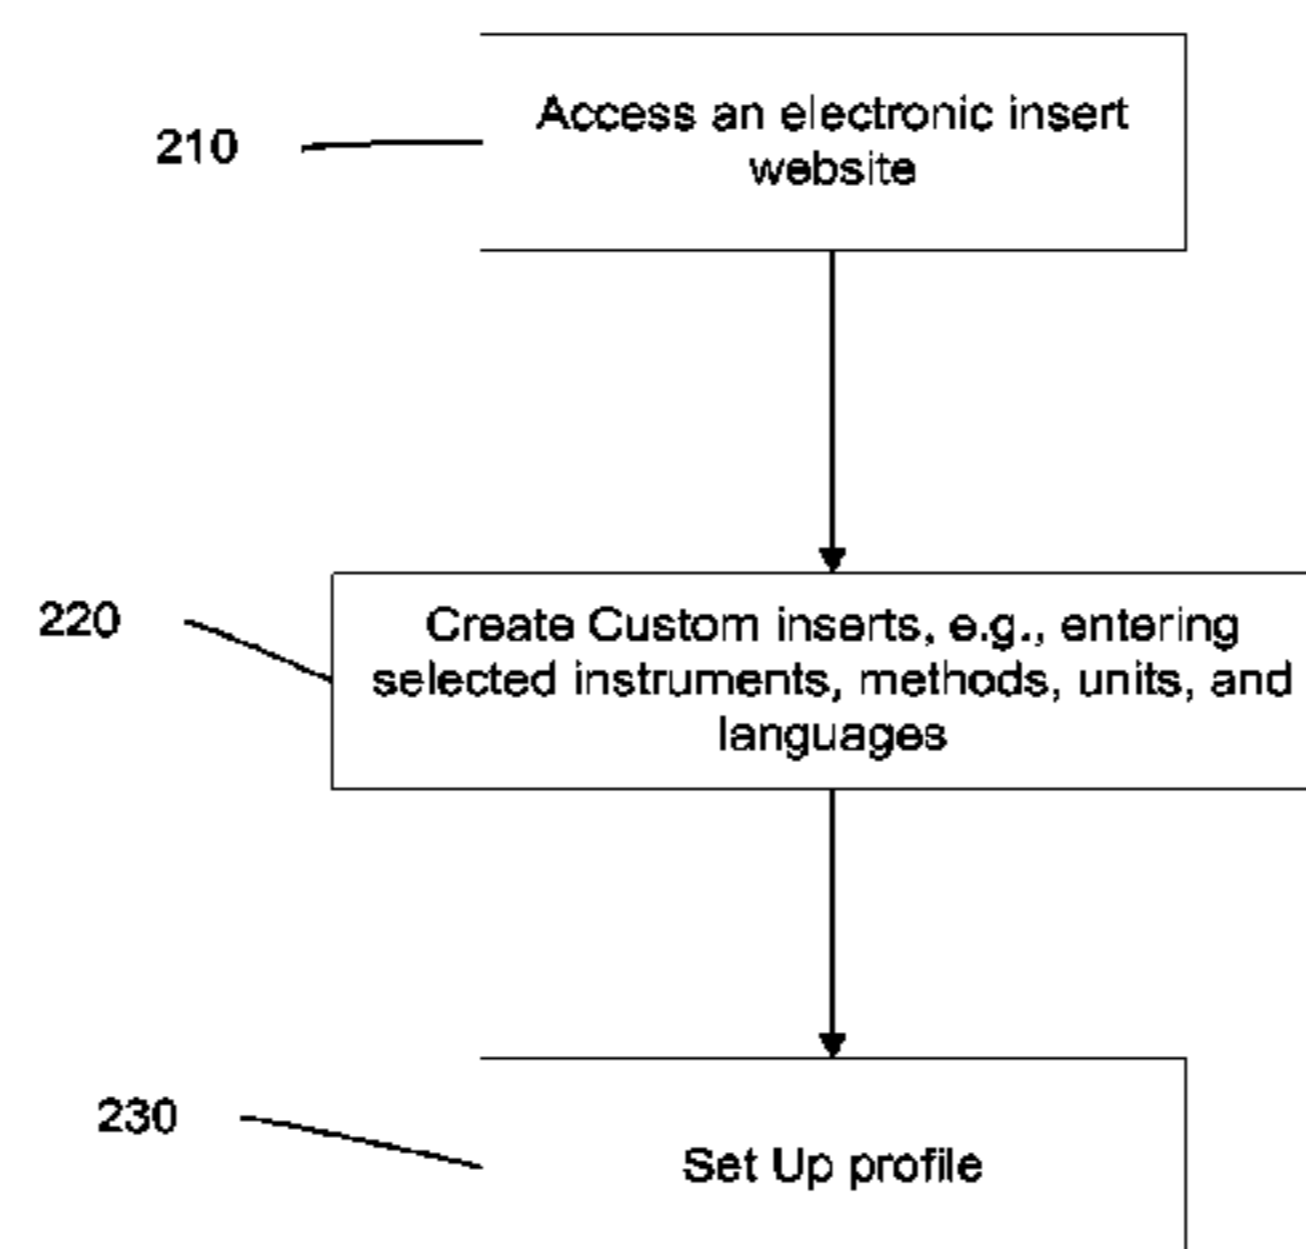 210
Access an electronic insert
website
220
Create Custom inserts, e.g., entering
selected instruments, methods, units, and
languages
230
Set Up profile